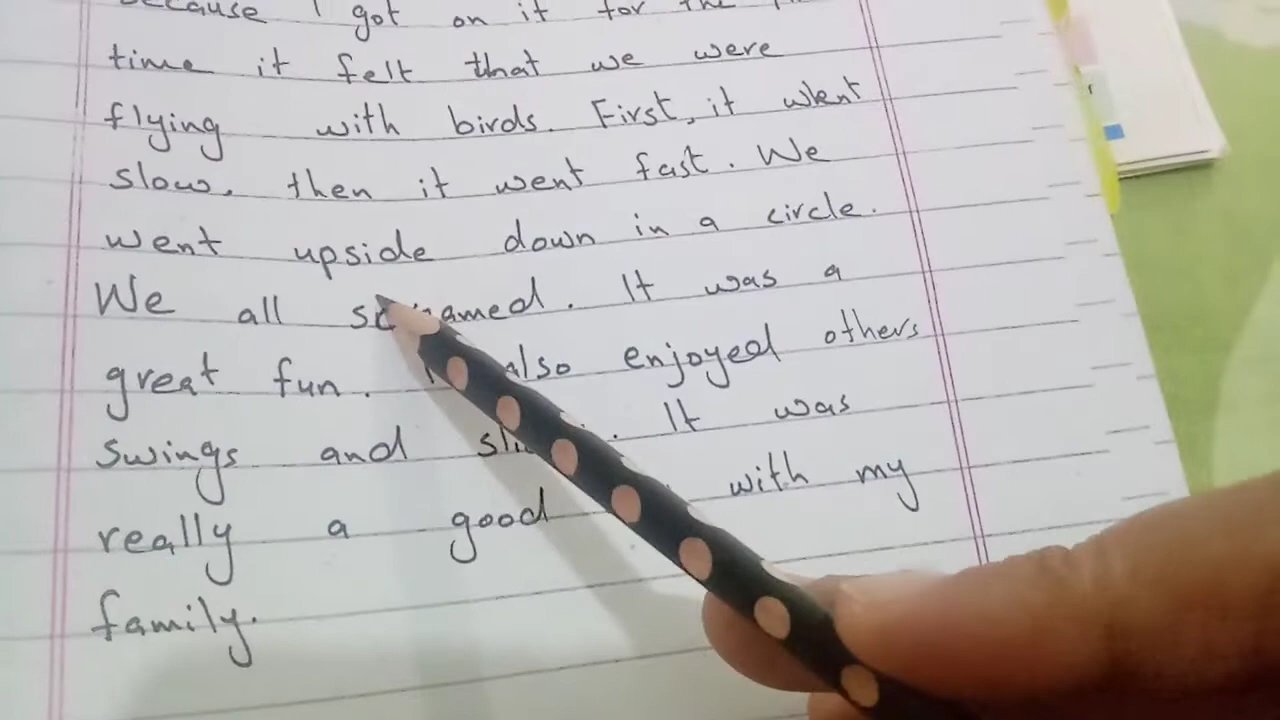 because I got on it for the
time it felt that we were
flying with birds. First, it went
slow. then it went fast. We
went upside down in a circle.
We all . It was a
great fun. also enjoyed others
swings and . It was
really a good with my
family.